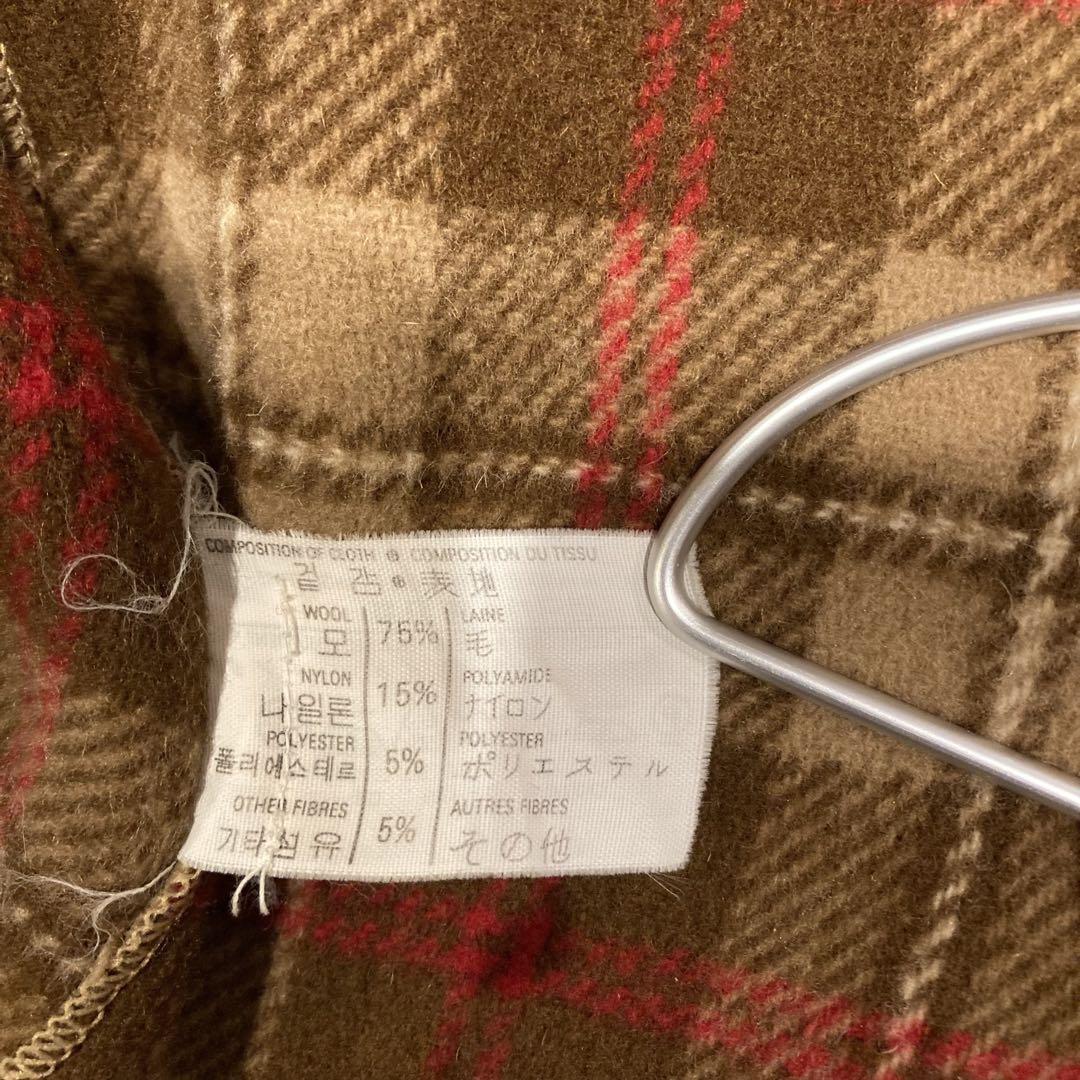 COMPOSITION OF CLOTH ⊕ COMPOSITION DU TISSU
겉 감 ⊕ 表地
WOOL LAINE
모 75% 毛
NYLON POLYAMIDE
나일론 15% ナイロン
POLYESTER POLYESTER
폴리에스테르 5% ポリエステル
OTHER FIBRES AUTRES FIBRES
기타섬유 5% その他